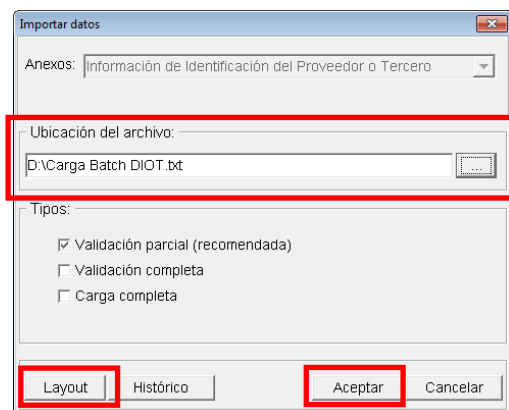 Importar datos
Anexos: Información de Identificación del Proveedor o Tercero
Ubicación del archivo:
D:\Carga Batch DIOT.txt ...
Tipos:
Validación parcial (recomendada)
Validación completa
Carga completa
Layout Histórico Aceptar Cancelar